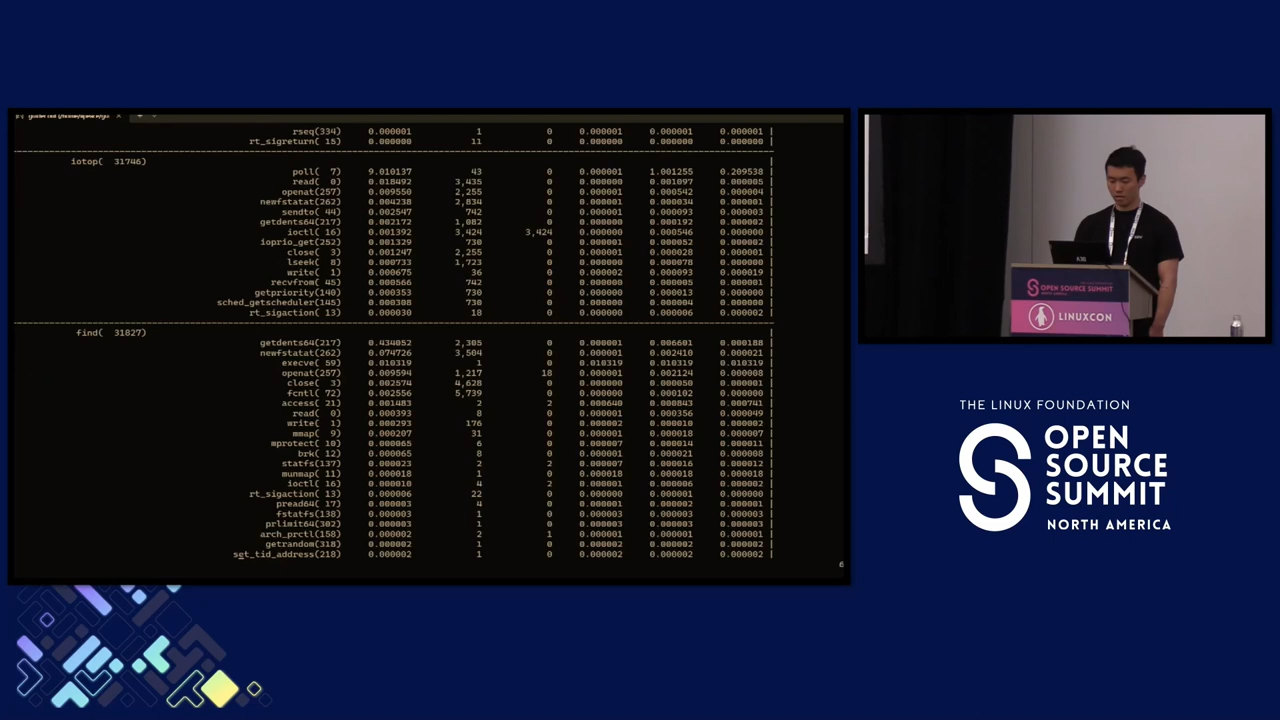 rseq(334) 0.000001 1 0 0.000001 0.000001 0.000001 |
rt_sigreturn( 15) 0.000000 11 0 0.000000 0.000000 0.000000 |
iotop( 31746) |
poll( 7) 9.010137 43 0 0.000001 1.001255 0.209538 |
read( 0) 0.018492 3,435 0 0.000000 0.001097 0.000005 |
openat(257) 0.009550 2,255 0 0.000001 0.000542 0.000004 |
newfstatat(262) 0.004238 2,834 0 0.000000 0.000034 0.000001 |
sendto( 44) 0.002547 742 0 0.000001 0.000093 0.000003 |
getdents64(217) 0.002172 1,082 0 0.000000 0.000192 0.000002 |
ioctl( 16) 0.001392 3,424 3,424 0.000000 0.000546 0.000000 |
ioprio_get(252) 0.001329 730 0 0.000001 0.000052 0.000002 |
close( 3) 0.001247 2,255 0 0.000000 0.000028 0.000001 |
lseek( 8) 0.000733 1,723 0 0.000000 0.000078 0.000000 |
write( 1) 0.000675 36 0 0.000002 0.000093 0.000019 |
recvfrom( 45) 0.000566 742 0 0.000000 0.000005 0.000001 |
getpriority(140) 0.000353 730 0 0.000000 0.000013 0.000000 |
sched_getscheduler(145) 0.000308 730 0 0.000000 0.000004 0.000000 |
rt_sigaction( 13) 0.000030 18 0 0.000000 0.000006 0.000002 |
find( 31827) |
getdents64(217) 0.434052 2,305 0 0.000001 0.006601 0.000188 |
newfstatat(262) 0.074726 3,504 0 0.000000 0.002410 0.000021 |
execve( 59) 0.010319 1 0 0.010319 0.010319 0.010319 |
openat(257) 0.009594 1,217 18 0.000001 0.002124 0.000008 |
close( 3) 0.002574 4,628 0 0.000000 0.000050 0.000001 |
fcntl( 72) 0.002556 5,739 0 0.000000 0.000102 0.000000 |
access( 21) 0.001483 2 2 0.000640 0.000843 0.000741 |
read( 0) 0.000393 8 0 0.000001 0.000356 0.000049 |
write( 1) 0.000293 176 0 0.000002 0.000010 0.000002 |
mmap( 9) 0.000207 31 0 0.000001 0.000018 0.000007 |
mprotect( 10) 0.000065 6 0 0.000007 0.000014 0.000011 |
brk( 12) 0.000065 8 0 0.000001 0.000021 0.000008 |
statfs(137) 0.000023 2 2 0.000007 0.000016 0.000012 |
munmap( 11) 0.000018 1 0 0.000018 0.000018 0.000018 |
ioctl( 16) 0.000010 4 2 0.000001 0.000006 0.000002 |
rt_sigaction( 13) 0.000006 22 0 0.000000 0.000001 0.000000 |
pread64( 17) 0.000003 4 0 0.000001 0.000002 0.000001 |
fstatfs(138) 0.000003 1 0 0.000003 0.000003 0.000003 |
prlimit64(302) 0.000003 1 0 0.000003 0.000003 0.000003 |
arch_prctl(158) 0.000002 2 1 0.000001 0.000001 0.000001 |
getrandom(318) 0.000002 1 0 0.000002 0.000002 0.000002 |
set_tid_address(218) 0.000002 1 0 0.000002 0.000002 0.000002 |
6
OPEN SOURCE SUMMIT
NORTH AMERICA
LINUXCON
THE LINUX FOUNDATION
OPEN
SOURCE
SUMMIT
NORTH AMERICA